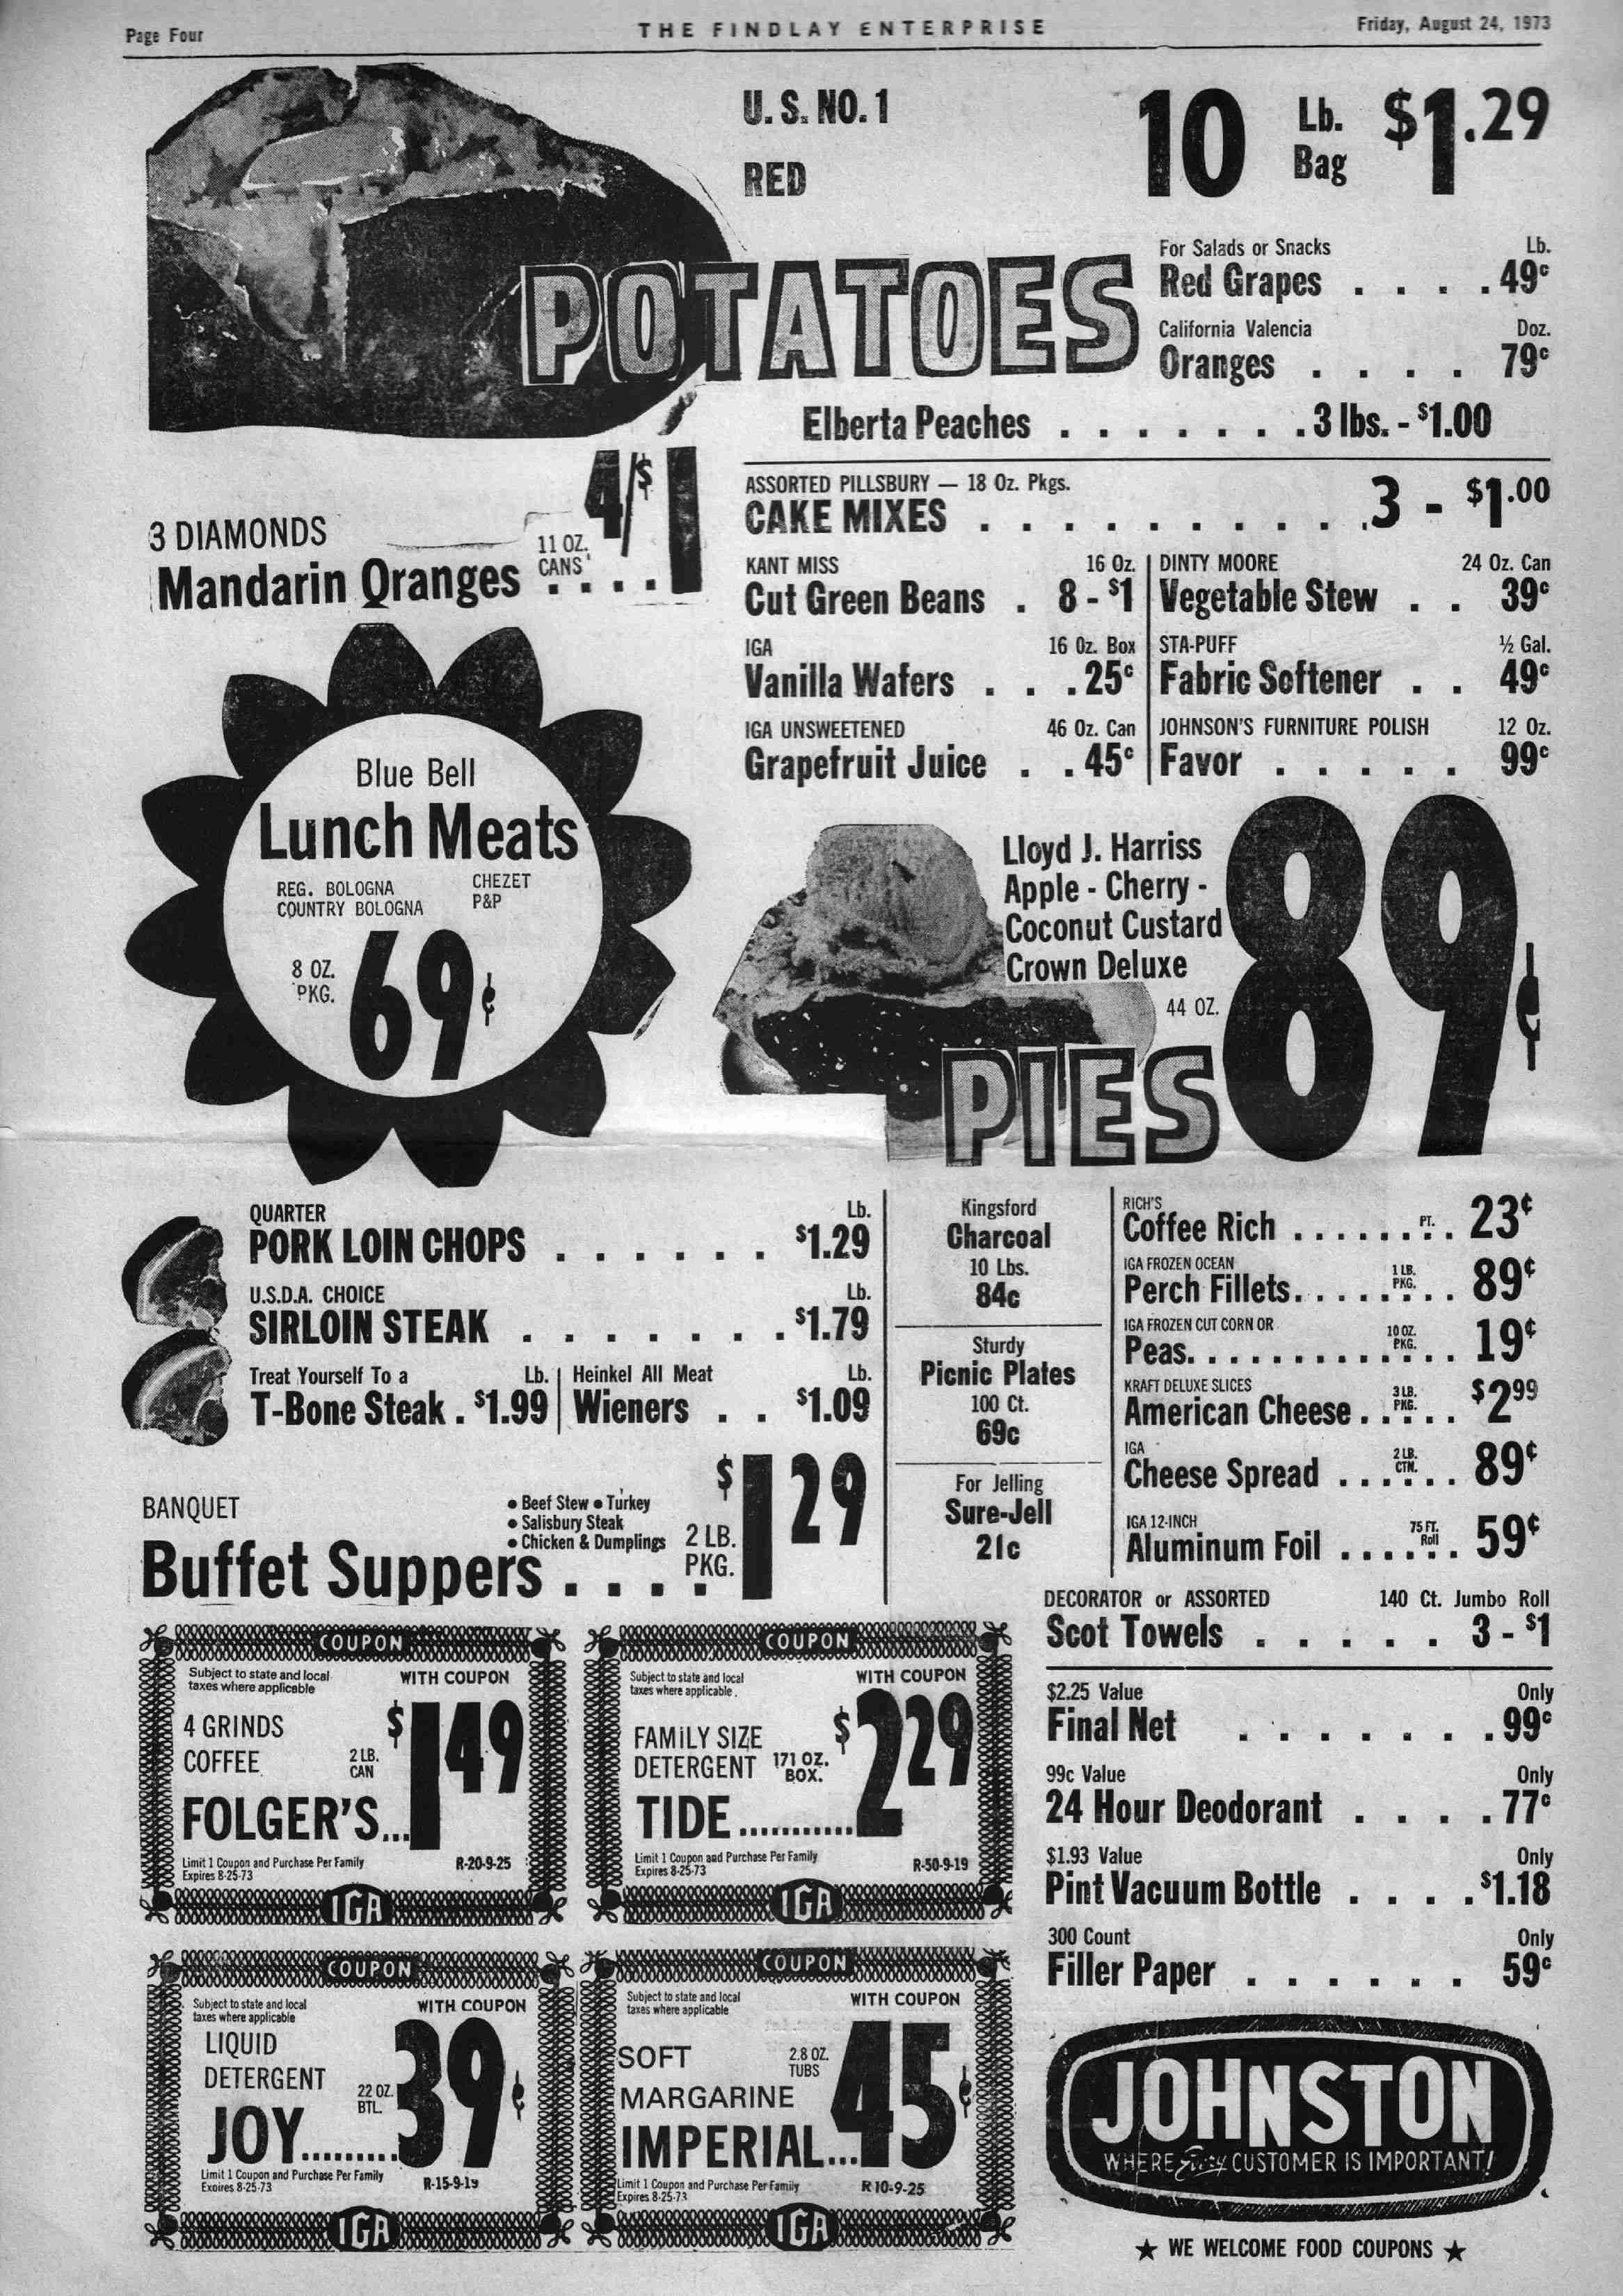 Page Four
THE FINDLAY ENTERPRISE
Friday, August 24, 1973
U. S. NO. 1
RED
POTATOES
10 Lb. Bag $1.29
For Salads or Snacks Lb.
Red Grapes . . . . . 49c
California Valencia Doz.
Oranges . . . . 79c
Elberta Peaches . . . . . . . . 3 lbs. - $1.00
3 DIAMONDS
Mandarin Oranges 11 OZ. CANS . . . . 4/$1
ASSORTED PILLSBURY — 18 Oz. Pkgs.
CAKE MIXES . . . . . . . . . . . 3 - $1.00
KANT MISS 16 Oz.
Cut Green Beans . 8 - $1
IGA 16 Oz. Box
Vanilla Wafers . . . 25c
IGA UNSWEETENED 46 Oz. Can
Grapefruit Juice . . 45c
DINTY MOORE 24 Oz. Can
Vegetable Stew . . 39c
STA-PUFF ½ Gal.
Fabric Softener . . 49c
JOHNSON'S FURNITURE POLISH 12 Oz.
Favor . . . . . 99c
Blue Bell
Lunch Meats
REG. BOLOGNA CHEZET
COUNTRY BOLOGNA P&P
8 OZ. PKG. 69¢
Lloyd J. Harriss
Apple - Cherry -
Coconut Custard
Crown Deluxe
44 OZ.
PIES 89¢
QUARTER Lb.
PORK LOIN CHOPS . . . . . . $1.29
U.S.D.A. CHOICE Lb.
SIRLOIN STEAK . . . . . . . . $1.79
Treat Yourself To a Lb.
T-Bone Steak . $1.99
Heinkel All Meat Lb.
Wieners . . $1.09
BANQUET
• Beef Stew • Turkey
• Salisbury Steak
• Chicken & Dumplings
Buffet Suppers . . . . 2 LB. PKG. $1 29
Kingsford
Charcoal
10 Lbs.
84c
Sturdy
Picnic Plates
100 Ct.
69c
For Jelling
Sure-Jell
21c
RICH'S
Coffee Rich . . . . . . . . PT. 23¢
IGA FROZEN OCEAN
Perch Fillets . . . . . . . . 1 LB. PKG. 89¢
IGA FROZEN CUT CORN OR
Peas. . . . . . . . . . . . . 10 OZ. PKG. 19¢
KRAFT DELUXE SLICES
American Cheese . . . . . . 3 LB. PKG. $2 99
IGA
Cheese Spread . . . . . . 2 LB. CTN. 89¢
IGA 12-INCH
Aluminum Foil . . . . . . . 75 FT. Roll 59¢
DECORATOR or ASSORTED 140 Ct. Jumbo Roll
Scot Towels . . . . . . 3 - $1
$2.25 Value Only
Final Net . . . . . . . 99c
99c Value Only
24 Hour Deodorant . . . . 77c
$1.93 Value Only
Pint Vacuum Bottle . . . . $1.18
300 Count Only
Filler Paper . . . . . . 59c
COUPON
Subject to state and local
taxes where applicable
WITH COUPON
4 GRINDS
COFFEE 2 LB. CAN
FOLGER'S... $1 49
Limit 1 Coupon and Purchase Per Family
Expires 8-25-73
R-20-9-25
IGA
COUPON
Subject to state and local
taxes where applicable.
WITH COUPON
FAMILY SIZE
DETERGENT 171 OZ. BOX.
TIDE............ $2 29
Limit 1 Coupon and Purchase Per Family
Expires 8-25-73
R-50-9-19
IGA
COUPON
Subject to state and local
taxes where applicable
WITH COUPON
LIQUID
DETERGENT 22 OZ. BTL.
JOY......... 39¢
Limit 1 Coupon and Purchase Per Family
Expires 8-25-73
R-15-9-19
IGA
COUPON
Subject to state and local
taxes where applicable
WITH COUPON
SOFT 2.8 OZ. TUBS
MARGARINE
IMPERIAL... 45¢
Limit 1 Coupon and Purchase Per Family
Expires 8-25-73
R10-9-25
IGA
JOHNSTON
WHERE Every CUSTOMER IS IMPORTANT!
★ WE WELCOME FOOD COUPONS ★